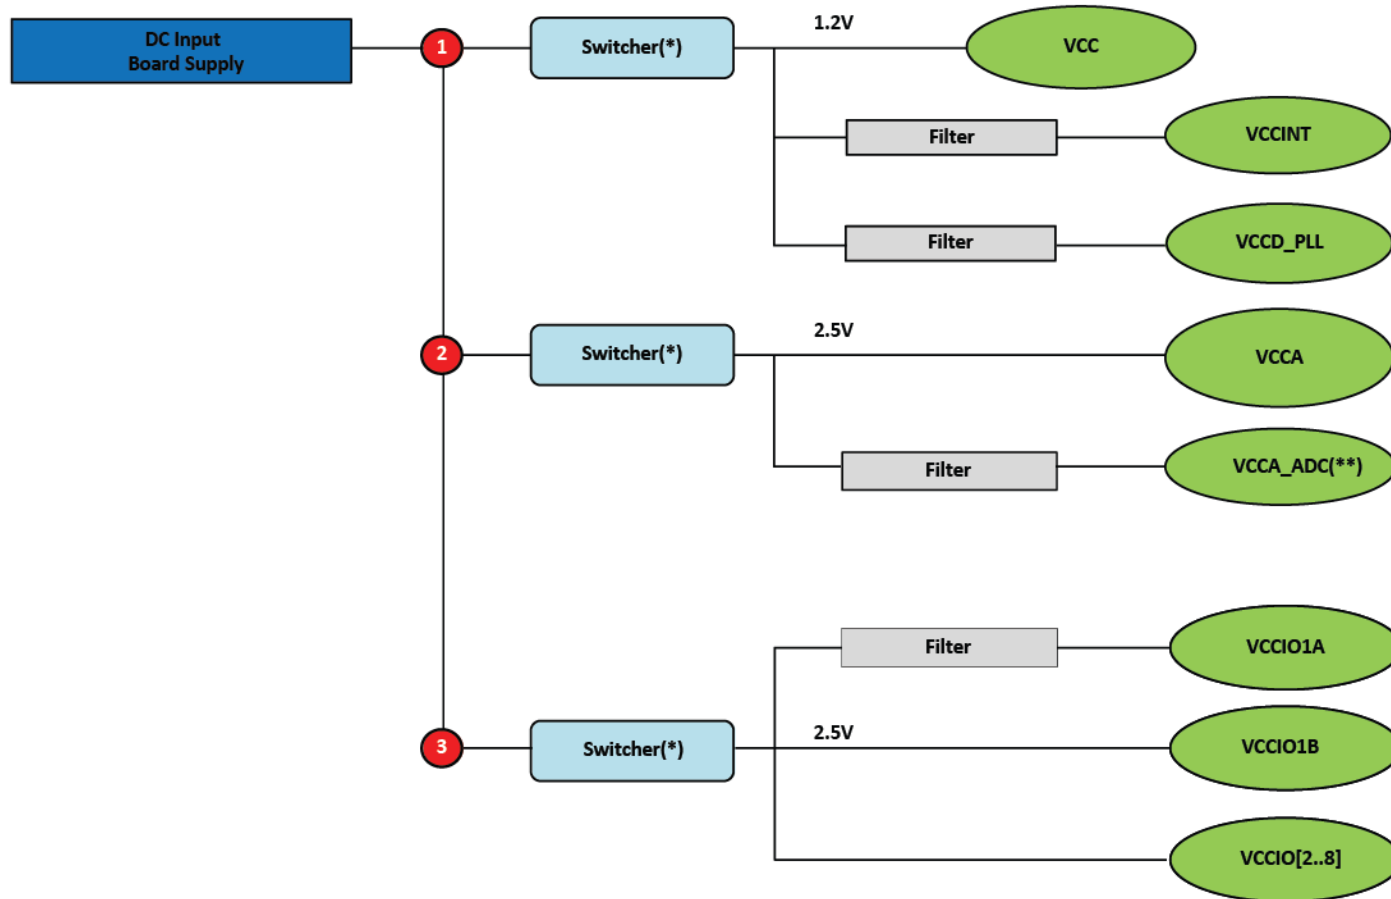 DC Input
Board Supply
1
Switcher(*)
1.2V
VCC
Filter
VCCINT
Filter
VCCD_PLL
2
Switcher(*)
2.5V
VCCA
Filter
VCCA_ADC(**)
Filter
VCCIO1A
3
Switcher(*)
2.5V
VCCIO1B
VCCIO[2..8]